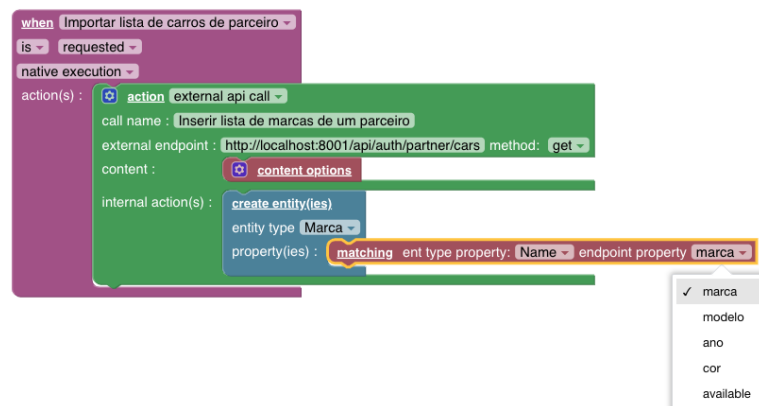 when Importar lista de carros de parceiro
is requested
native execution
action(s) : action external api call
call name : Inserir lista de marcas de um parceiro
external endpoint : http://localhost:8001/api/auth/partner/cars method: get
content : content options
internal action(s) : create entity(ies)
entity type Marca
property(ies) : matching ent type property: Name endpoint property marca
✓ marca
modelo
ano
cor
available